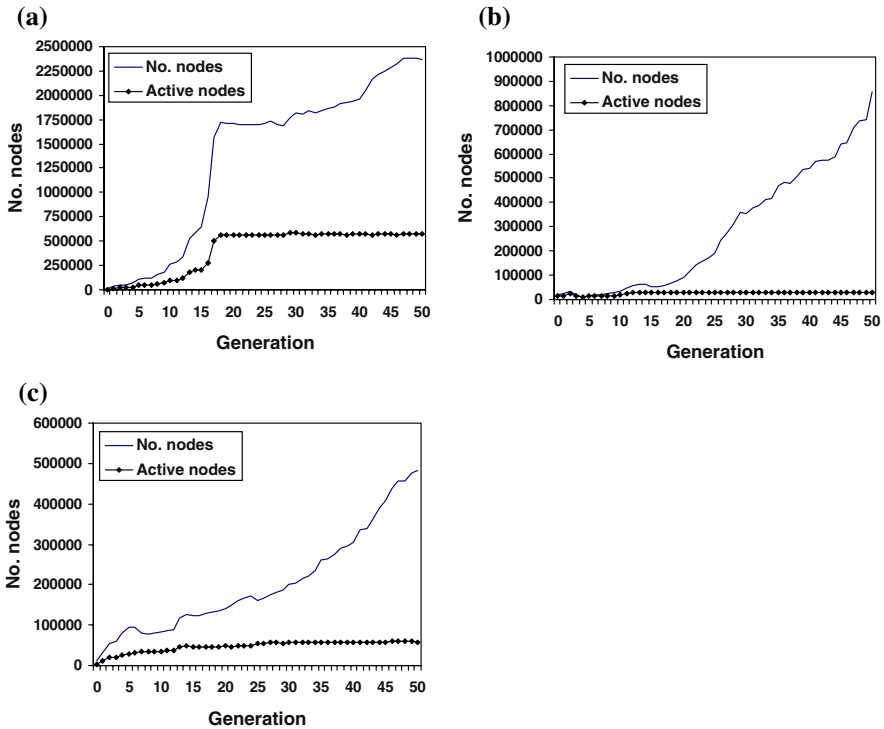 (a)
No. nodes
2500000
2250000
2000000
1750000
1500000
1250000
1000000
750000
500000
250000
0
No. nodes
Active nodes
0 5 10 15 20 25 30 35 40 45 50
Generation
(b)
No. nodes
1000000
900000
800000
700000
600000
500000
400000
300000
200000
100000
0
No. nodes
Active nodes
0 5 10 15 20 25 30 35 40 45 50
Generation
(c)
No. nodes
600000
500000
400000
300000
200000
100000
0
No. nodes
Active nodes
0 5 10 15 20 25 30 35 40 45 50
Generation